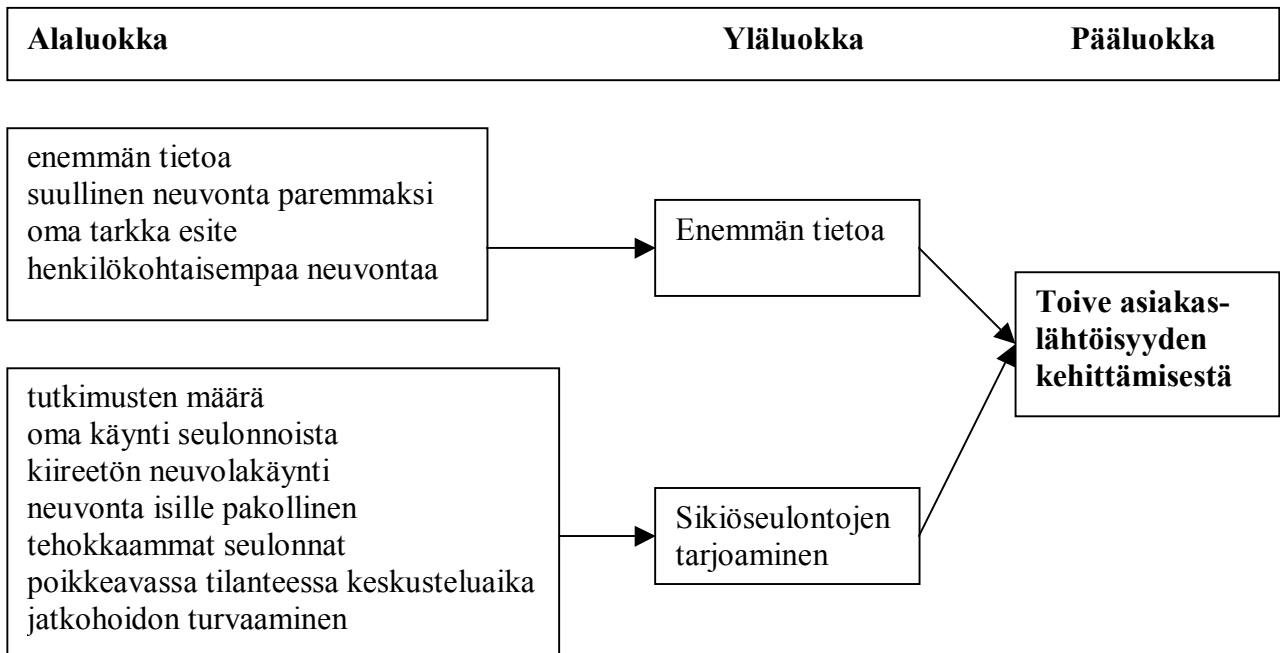 Alaluokka Yläluokka Pääluokka
enemmän tietoa
suullinen neuvonta paremmaksi
oma tarkka esite
henkilökohtaisempaa neuvontaa
Enemmän tietoa
tutkimusten määrä
oma käynti seulonnoista
kiireetön neuvolakäynti
neuvonta isille pakollinen
tehokkaammat seulonnat
poikkeavassa tilanteessa keskusteluaika
jatkohoidon turvaaminen
Sikiöseulontojen
tarjoaminen
Toive asiakas-
lähtöisyyden
kehittämisestä